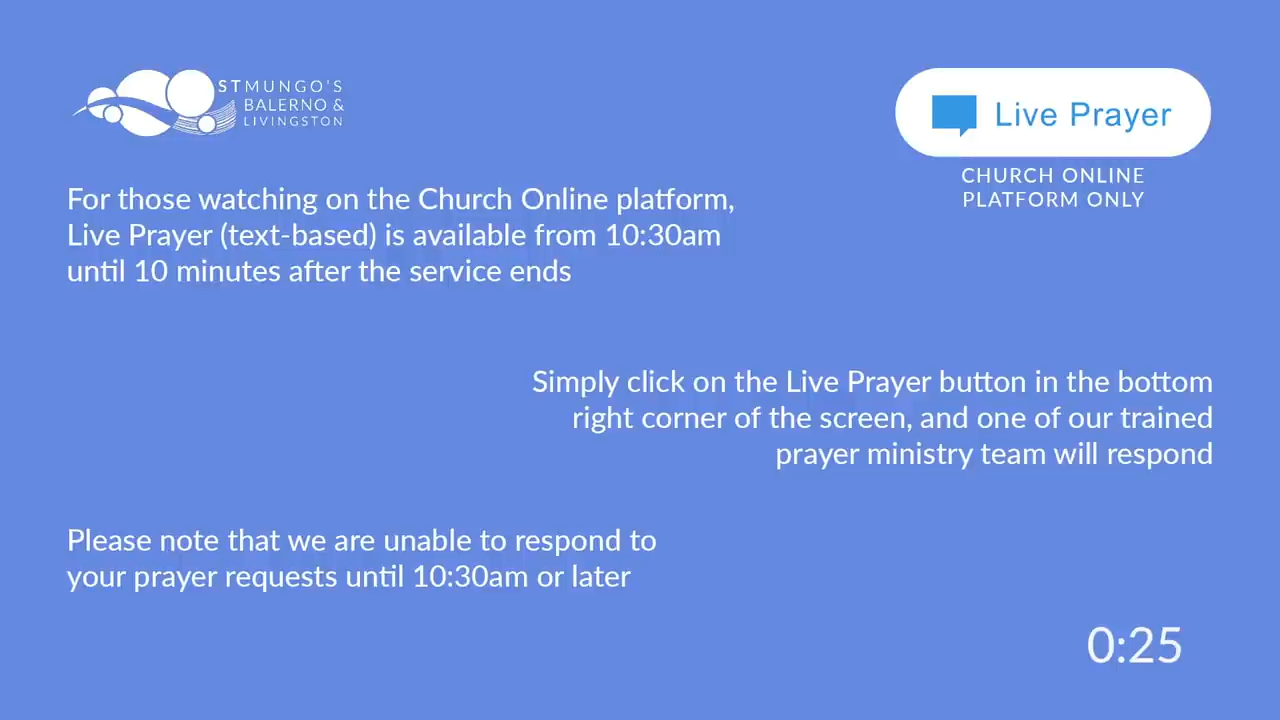 STMUNGO'S
BALERNO &
LIVINGSTON
Live Prayer
CHURCH ONLINE
PLATFORM ONLY
For those watching on the Church Online platform,
Live Prayer (text-based) is available from 10:30am
until 10 minutes after the service ends
Simply click on the Live Prayer button in the bottom
right corner of the screen, and one of our trained
prayer ministry team will respond
Please note that we are unable to respond to
your prayer requests until 10:30am or later
0:25